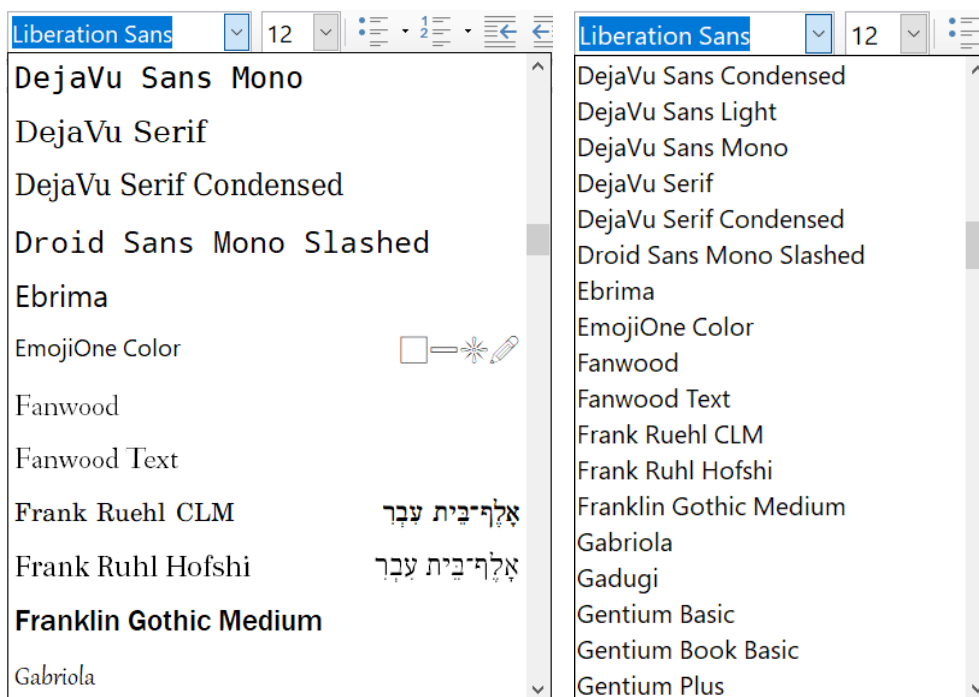 Liberation Sans 12
DejaVu Sans Mono
DejaVu Serif
DejaVu Serif Condensed
Droid Sans Mono Slashed
Ebrima
EmojiOne Color
Fanwood
Fanwood Text
Frank Ruehl CLM אָלֶף־בֵּית עִבְרִי
Frank Ruhl Hofshi אָלֶף־בֵּית עִבְרִי
Franklin Gothic Medium
Gabriola
Liberation Sans 12
DejaVu Sans Condensed
DejaVu Sans Light
DejaVu Sans Mono
DejaVu Serif
DejaVu Serif Condensed
Droid Sans Mono Slashed
Ebrima
EmojiOne Color
Fanwood
Fanwood Text
Frank Ruehl CLM
Frank Ruhl Hofshi
Franklin Gothic Medium
Gabriola
Gadugi
Gentium Basic
Gentium Book Basic
Gentium Plus